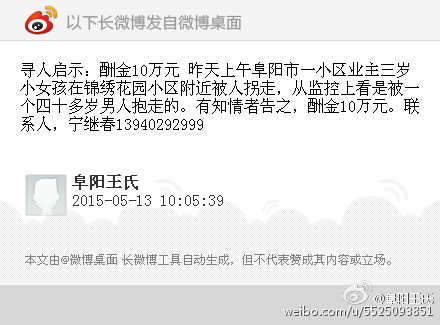 以下长微博发自微博桌面
寻人启示：酬金10万元 昨天上午阜阳市一小区业主三岁
小女孩在锦绣花园小区附近被人拐走，从监控上看是被一
个四十多岁男人抱走的。有知情者告之，酬金10万元。联
系人，宁继春13940292999
阜阳王氏
2015-05-13 10:05:39
本文由@微博桌面 长微博工具自动生成，但不代表赞成其内容或立场。
@阜阳王氏
weibo.com/u/5525093851